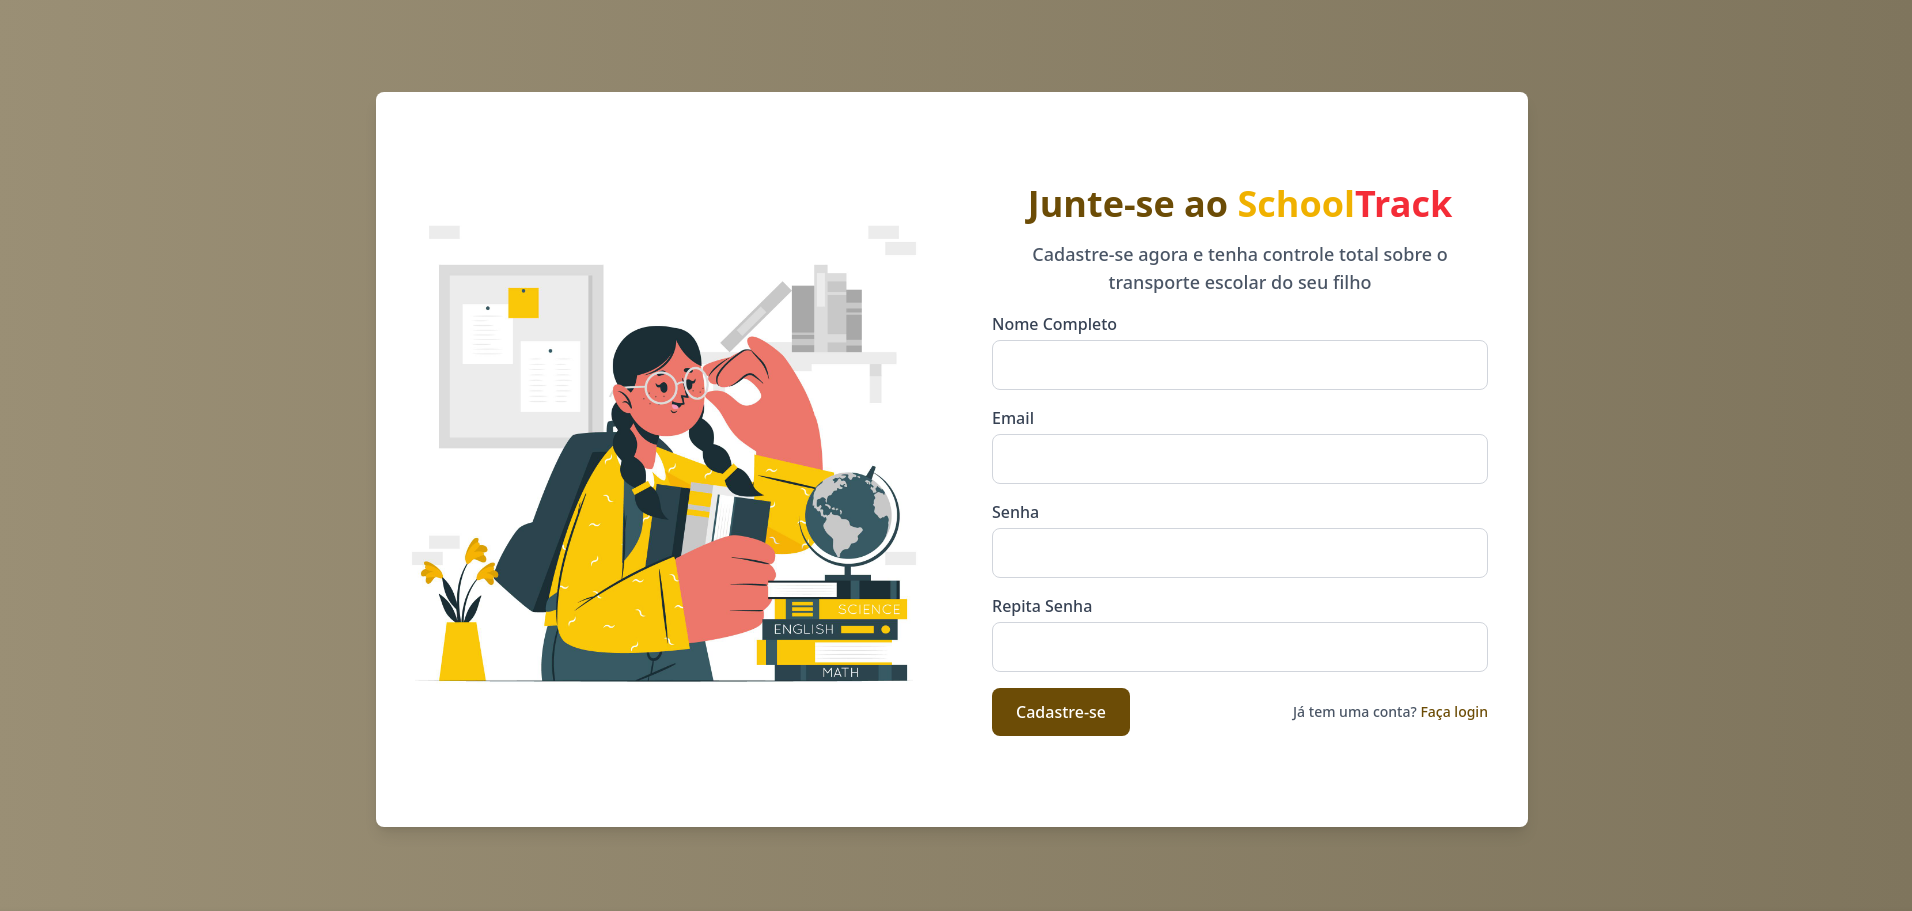 Junte-se ao SchoolTrack
Cadastre-se agora e tenha controle total sobre o
transporte escolar do seu filho
Nome Completo
Email
Senha
Repita Senha
Cadastre-se
Já tem uma conta? Faça login
SCIENCE
ENGLISH
MATH